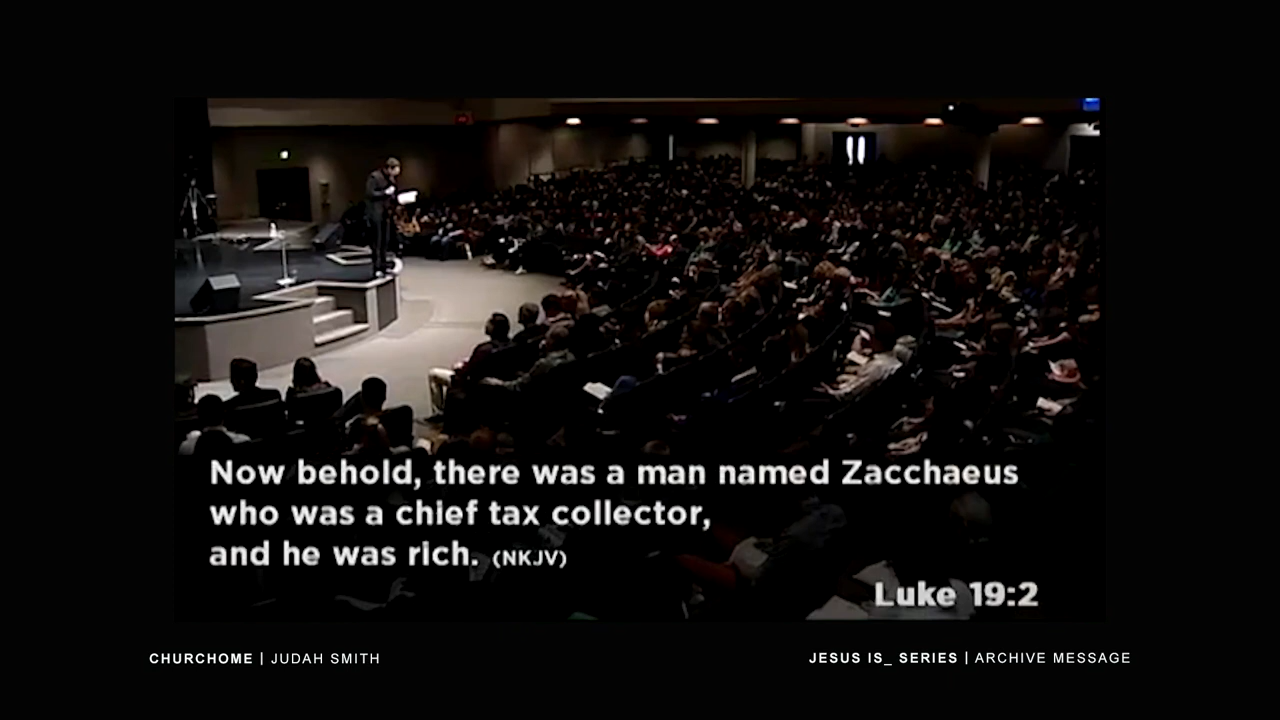 Now behold, there was a man named Zacchaeus
who was a chief tax collector,
and he was rich. (NKJV)
Luke 19:2
CHURCHOME | JUDAH SMITH
JESUS IS_ SERIES | ARCHIVE MESSAGE